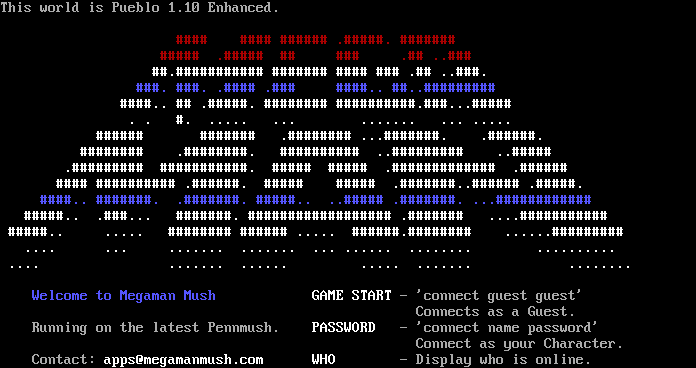 This world is Pueblo 1.10 Enhanced.
Welcome to Megaman Mush GAME START - 'connect guest guest'
Connects as a Guest.
Running on the latest Pennmush. PASSWORD - 'connect name password'
Connect as your Character.
Contact: apps@megamanmush.com WHO - Display who is online.